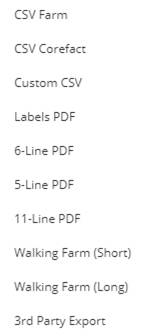 CSV Farm
CSV Corefact
Custom CSV
Labels PDF
6-Line PDF
5-Line PDF
11-Line PDF
Walking Farm (Short)
Walking Farm (Long)
3rd Party Export